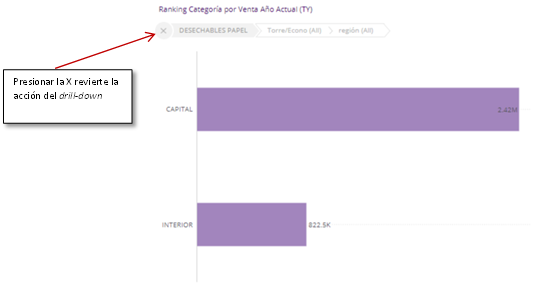 Ranking Categoría por Venta Año Actual (TY)
× DESECHABLES PAPEL Torre/Econo (All) región (All)
Presionar la X revierte la
acción del drill-down
CAPITAL 2.42M
INTERIOR 822.5K